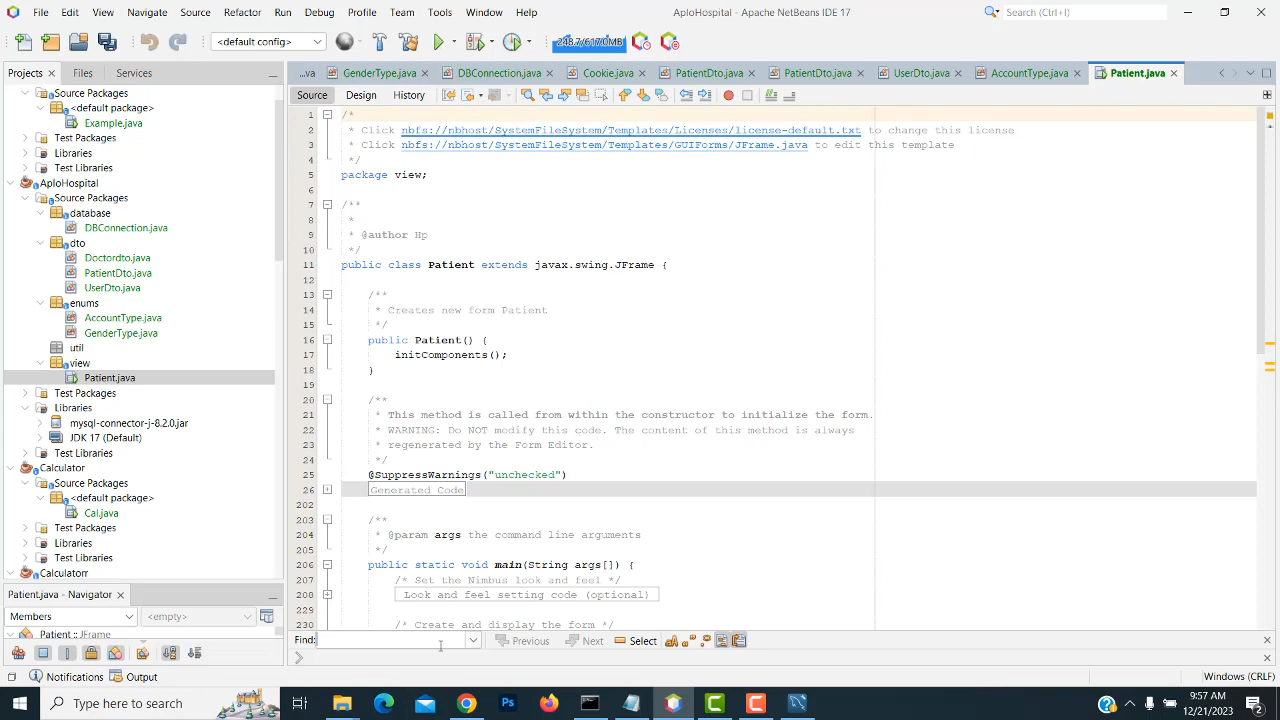 File Edit View Navigate Source Refactor Run Debug Profile Team Tools Window Help
AploHospital - Apache NetBeans IDE 17
Search (Ctrl+I)
<default config>
248.7/617.0MB
Projects Files Services
...va GenderType.java DBConnection.java Cookie.java PatientDto.java PatientDto.java UserDto.java AccountType.java Patient.java
Source Design History
Source Packages
<default package>
Example.java
Test Packages
Libraries
Test Libraries
AploHospital
Source Packages
database
DBConnection.java
dto
Doctordto.java
PatientDto.java
UserDto.java
enums
AccountType.java
GenderType.java
util
view
Patient.java
Test Packages
Libraries
mysql-connector-j-8.2.0.jar
JDK 17 (Default)
Test Libraries
Calculator
Source Packages
<default package>
Cal.java
Test Packages
Libraries
Test Libraries
Calculatorr
Patient.java - Navigator
Members <empty>
Patient :: JFrame
1 /*
2 * Click nbfs://nbhost/SystemFileSystem/Templates/Licenses/license-default.txt to change this license
3 * Click nbfs://nbhost/SystemFileSystem/Templates/GUIForms/JFrame.java to edit this template
4 */
5 package view;
6
7 /**
8 *
9 * @author Hp
10 */
11 public class Patient extends javax.swing.JFrame {
12
13 /**
14 * Creates new form Patient
15 */
16 public Patient() {
17 initComponents();
18 }
19
20 /**
21 * This method is called from within the constructor to initialize the form.
22 * WARNING: Do NOT modify this code. The content of this method is always
23 * regenerated by the Form Editor.
24 */
25 @SuppressWarnings("unchecked")
26 Generated Code
202
203 /**
204 * @param args the command line arguments
205 */
206 public static void main(String args[]) {
207 /* Set the Nimbus look and feel */
208 Look and feel setting code (optional)
229
230 /* Create and display the form */
Find: Previous Next Select
Notifications Output
Windows (CRLF)
Type here to search
Ps
9:57 AM
12/21/2023
2